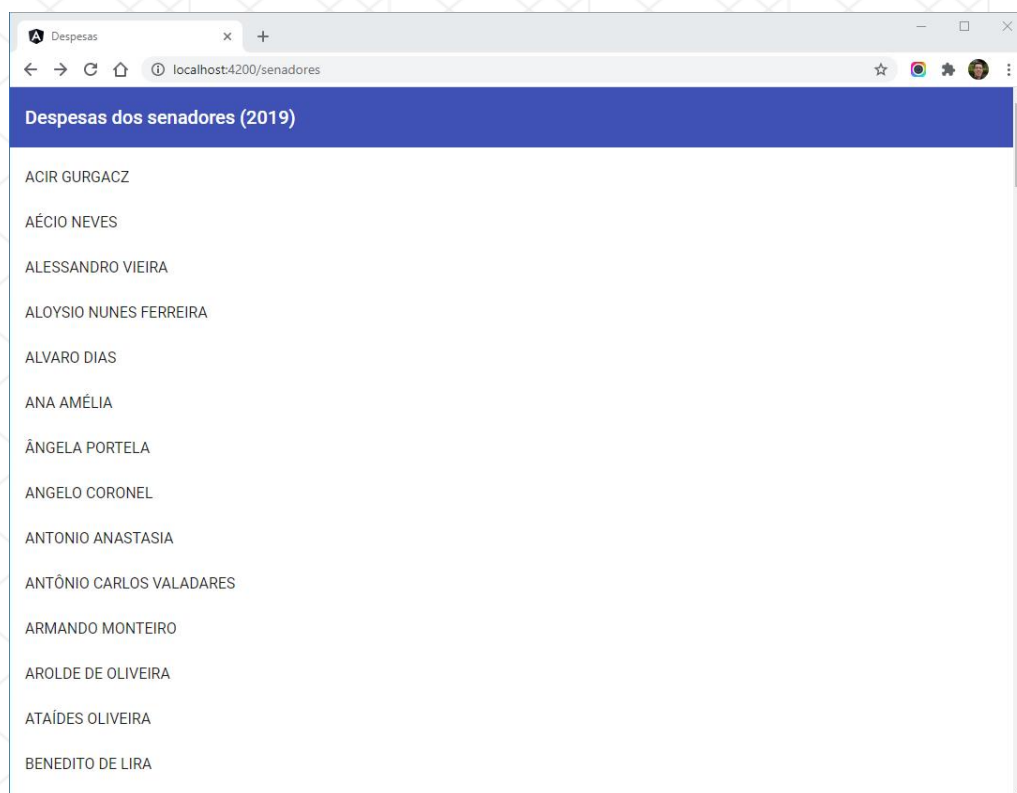 Despesas
localhost:4200/senadores
Despesas dos senadores (2019)
ACIR GURGACZ
AÉCIO NEVES
ALESSANDRO VIEIRA
ALOYSIO NUNES FERREIRA
ALVARO DIAS
ANA AMÉLIA
ÂNGELA PORTELA
ANGELO CORONEL
ANTONIO ANASTASIA
ANTÔNIO CARLOS VALADARES
ARMANDO MONTEIRO
AROLDE DE OLIVEIRA
ATAÍDES OLIVEIRA
BENEDITO DE LIRA